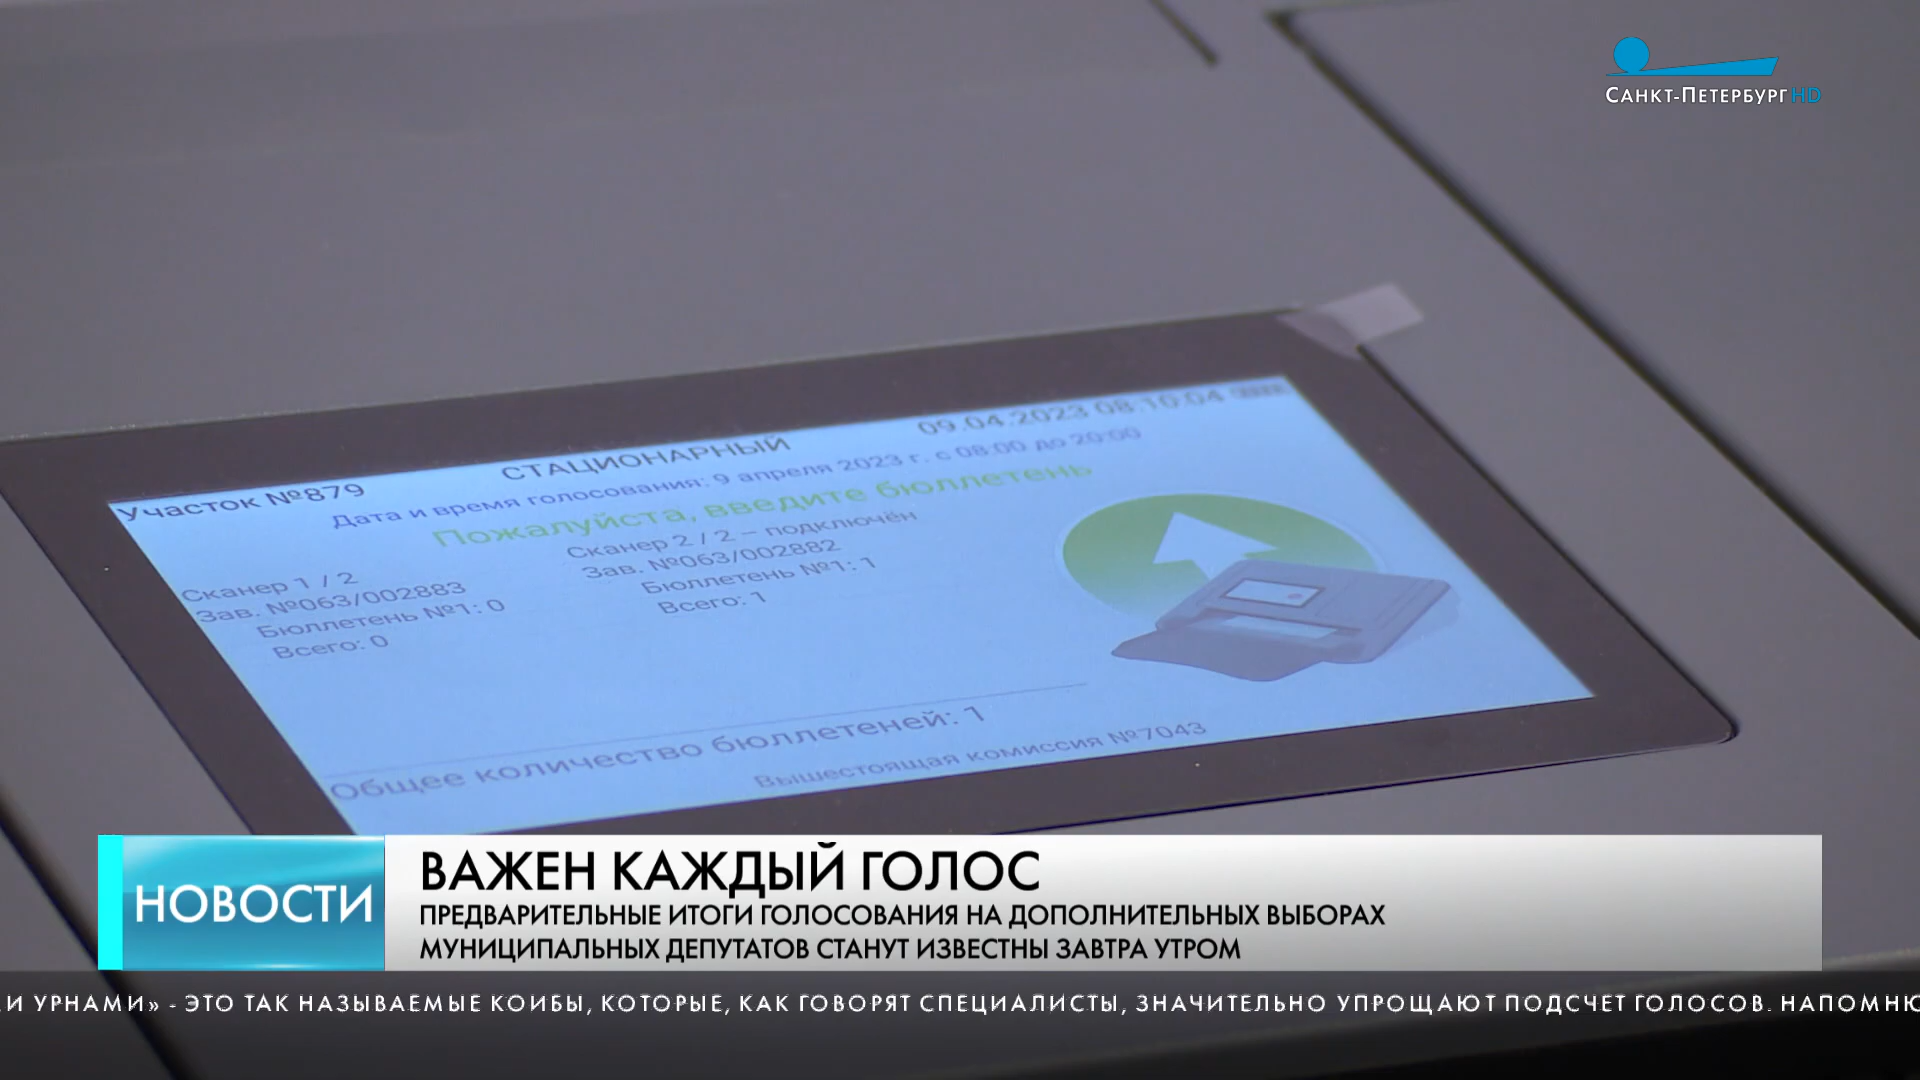 САНКТ-ПЕТЕРБУРГ HD
09.04.2023 08:10:04
СТАЦИОНАРНЫЙ
Участок №879
Дата и время голосования: 9 апреля 2023 г. с 08:00 до 20:00
Пожалуйста, введите бюллетень
Сканер 1 / 2
Зав. №063/002883
Бюллетень №1: 0
Всего: 0
Сканер 2 / 2 – подключён
Зав. №063/002882
Бюллетень №1: 1
Всего: 1
Общее количество бюллетеней: 1
Вышестоящая комиссия №7043
НОВОСТИ
ВАЖЕН КАЖДЫЙ ГОЛОС
ПРЕДВАРИТЕЛЬНЫЕ ИТОГИ ГОЛОСОВАНИЯ НА ДОПОЛНИТЕЛЬНЫХ ВЫБОРАХ
МУНИЦИПАЛЬНЫХ ДЕПУТАТОВ СТАНУТ ИЗВЕСТНЫ ЗАВТРА УТРОМ
И УРНАМИ» - ЭТО ТАК НАЗЫВАЕМЫЕ КОИБЫ, КОТОРЫЕ, КАК ГОВОРЯТ СПЕЦИАЛИСТЫ, ЗНАЧИТЕЛЬНО УПРОЩАЮТ ПОДСЧЕТ ГОЛОСОВ. НАПОМНЮ